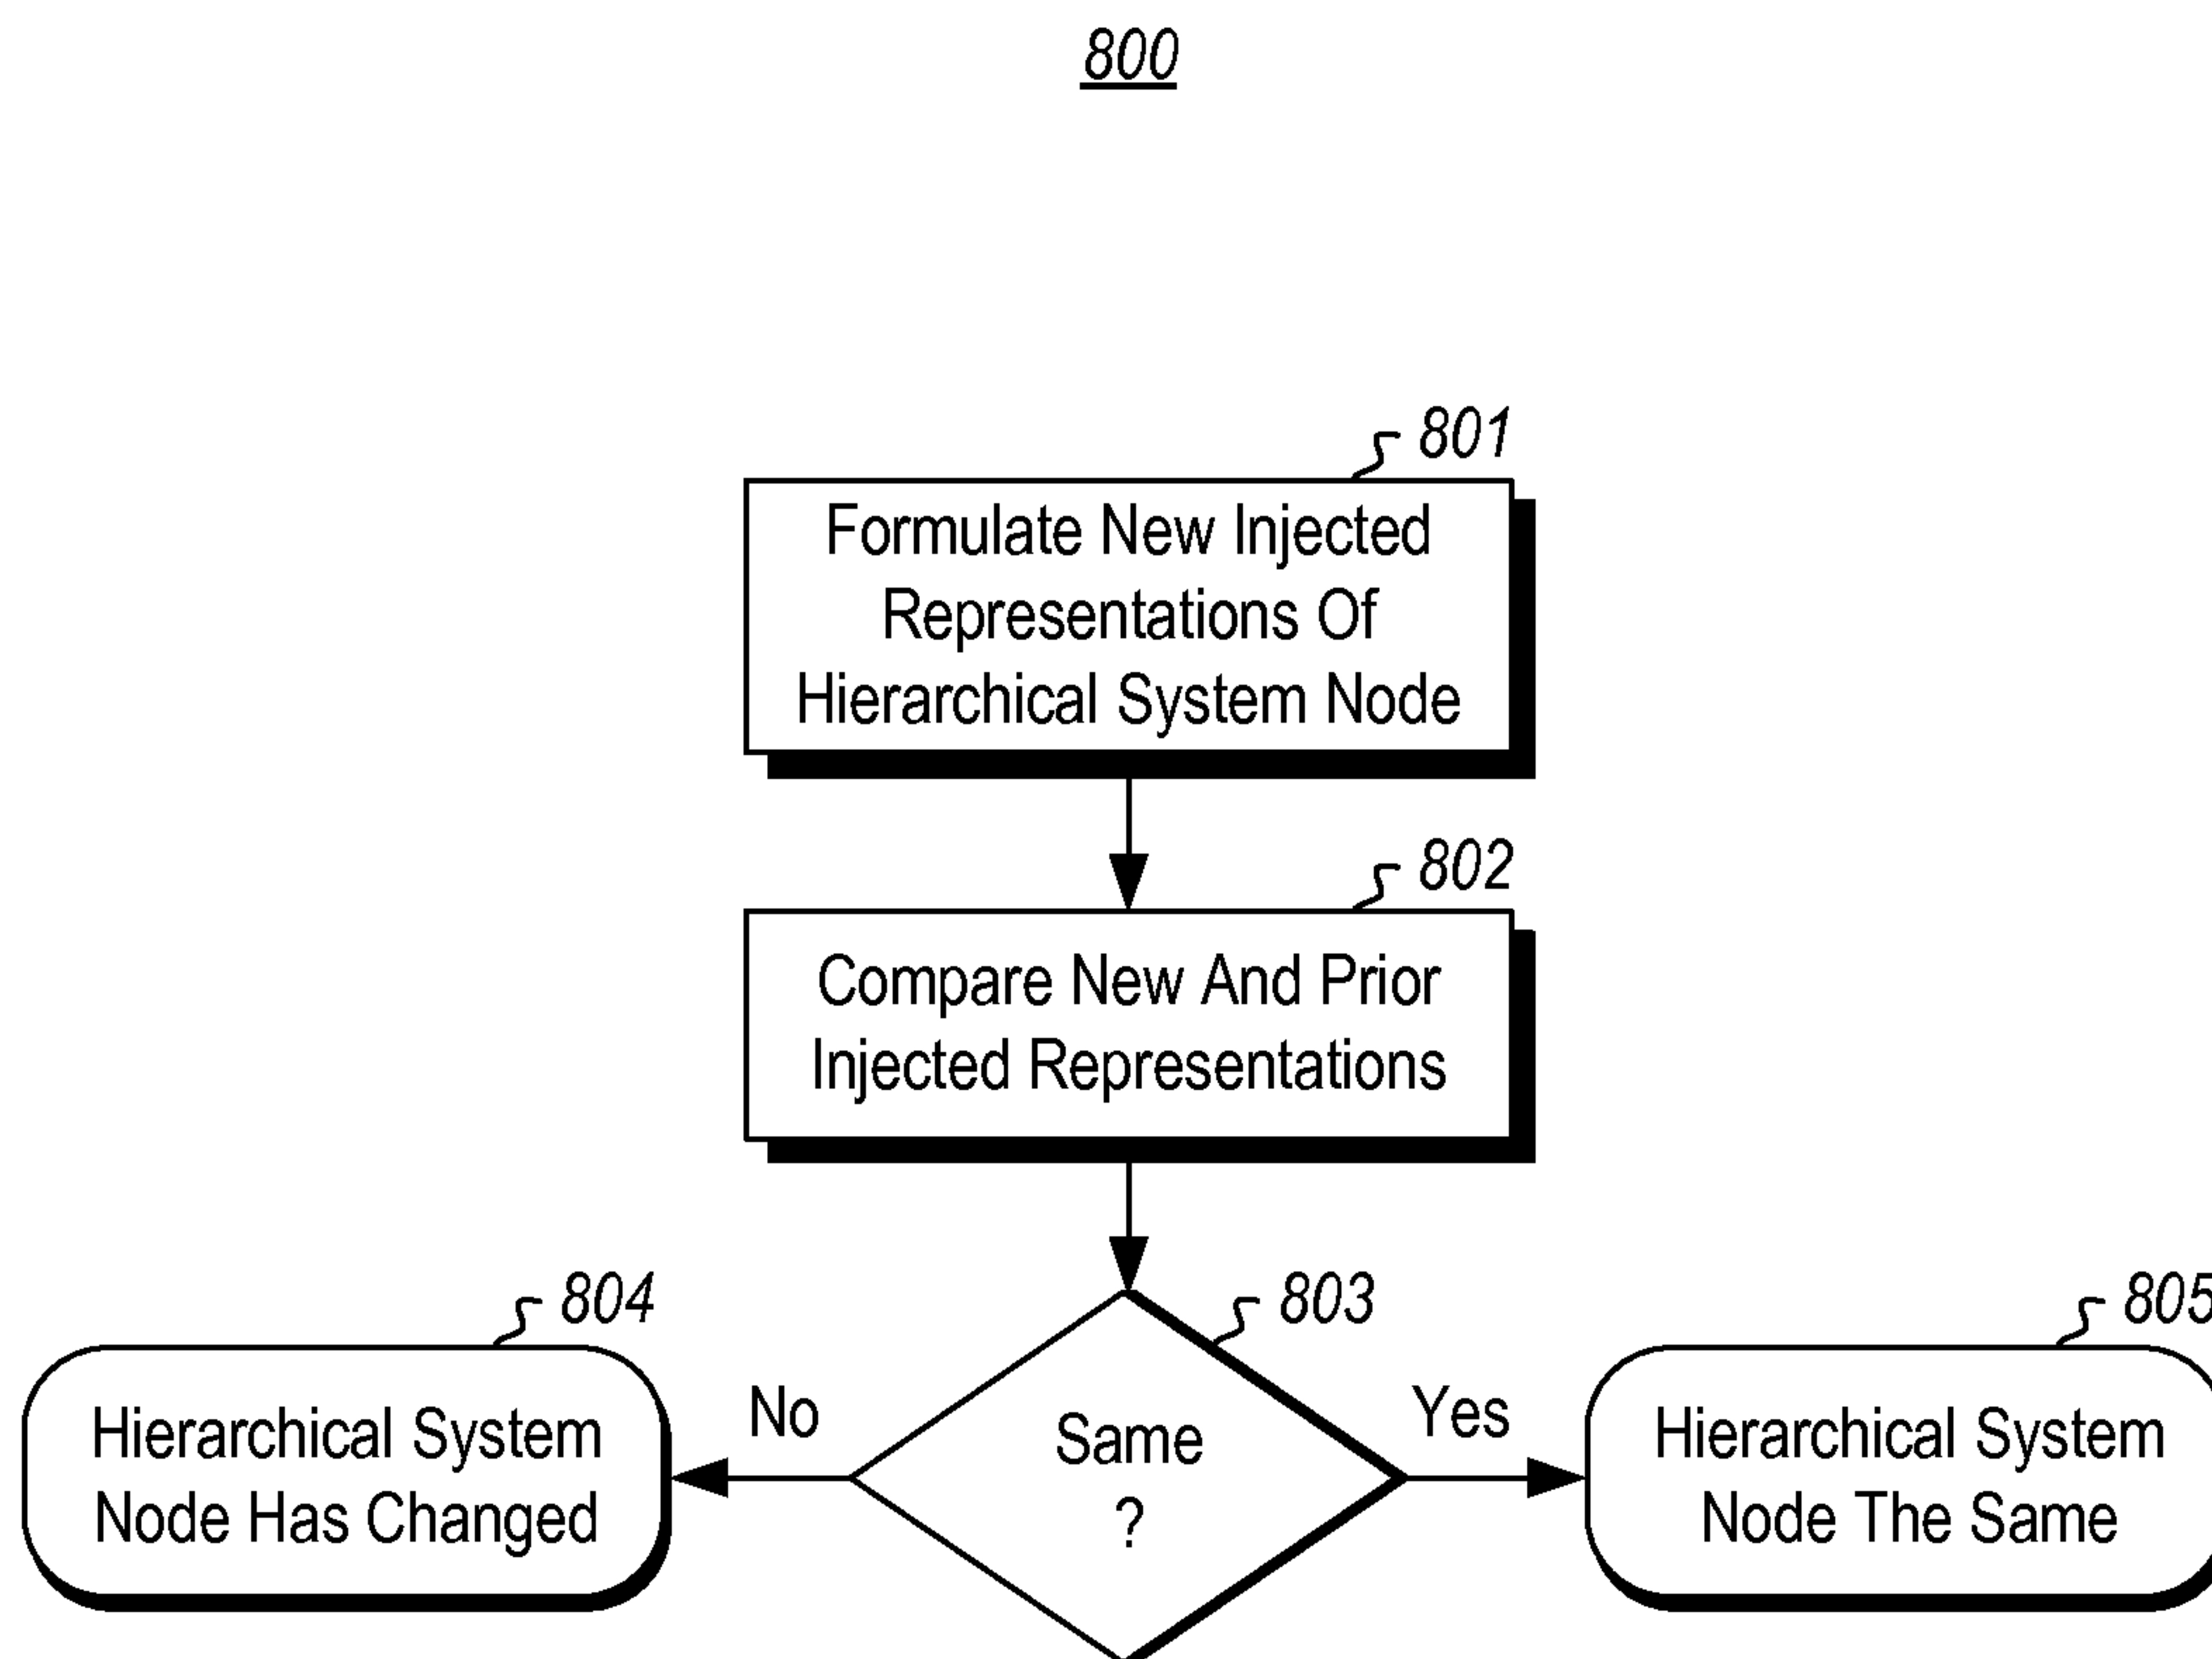 800
801
Formulate New Injected
Representations Of
Hierarchical System Node
802
Compare New And Prior
Injected Representations
803
Same
?
No
Yes
804
Hierarchical System
Node Has Changed
805
Hierarchical System
Node The Same